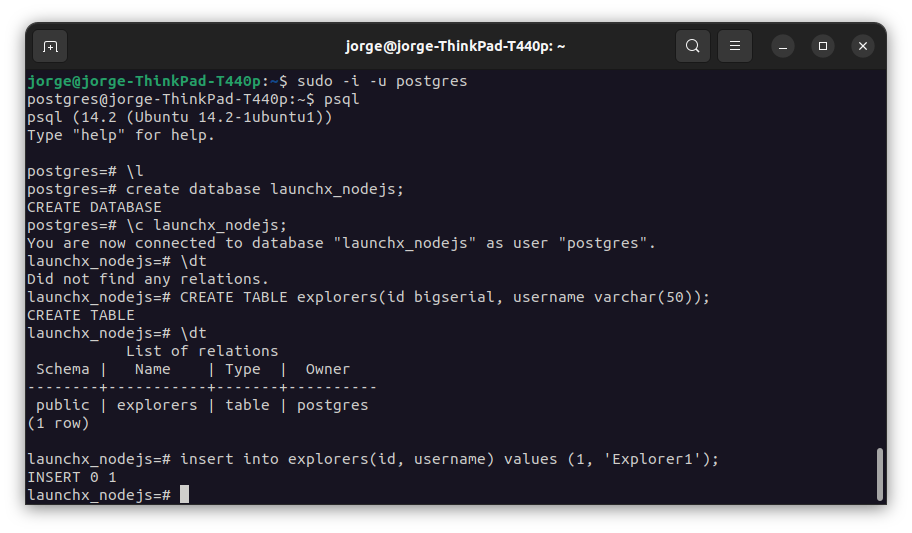 jorge@jorge-ThinkPad-T440p: ~
jorge@jorge-ThinkPad-T440p:~$ sudo -i -u postgres
postgres@jorge-ThinkPad-T440p:~$ psql
psql (14.2 (Ubuntu 14.2-1ubuntu1))
Type "help" for help.

postgres=# \l
postgres=# create database launchx_nodejs;
CREATE DATABASE
postgres=# \c launchx_nodejs;
You are now connected to database "launchx_nodejs" as user "postgres".
launchx_nodejs=# \dt
Did not find any relations.
launchx_nodejs=# CREATE TABLE explorers(id bigserial, username varchar(50));
CREATE TABLE
launchx_nodejs=# \dt
           List of relations
 Schema |   Name    | Type  |  Owner
--------+-----------+-------+----------
 public | explorers | table | postgres
(1 row)

launchx_nodejs=# insert into explorers(id, username) values (1, 'Explorer1');
INSERT 0 1
launchx_nodejs=#